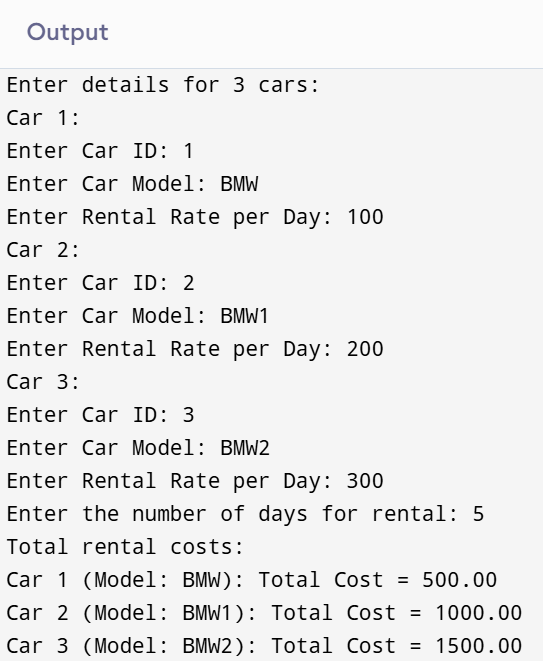 Output
Enter details for 3 cars:
Car 1:
Enter Car ID: 1
Enter Car Model: BMW
Enter Rental Rate per Day: 100
Car 2:
Enter Car ID: 2
Enter Car Model: BMW1
Enter Rental Rate per Day: 200
Car 3:
Enter Car ID: 3
Enter Car Model: BMW2
Enter Rental Rate per Day: 300
Enter the number of days for rental: 5
Total rental costs:
Car 1 (Model: BMW): Total Cost = 500.00
Car 2 (Model: BMW1): Total Cost = 1000.00
Car 3 (Model: BMW2): Total Cost = 1500.00